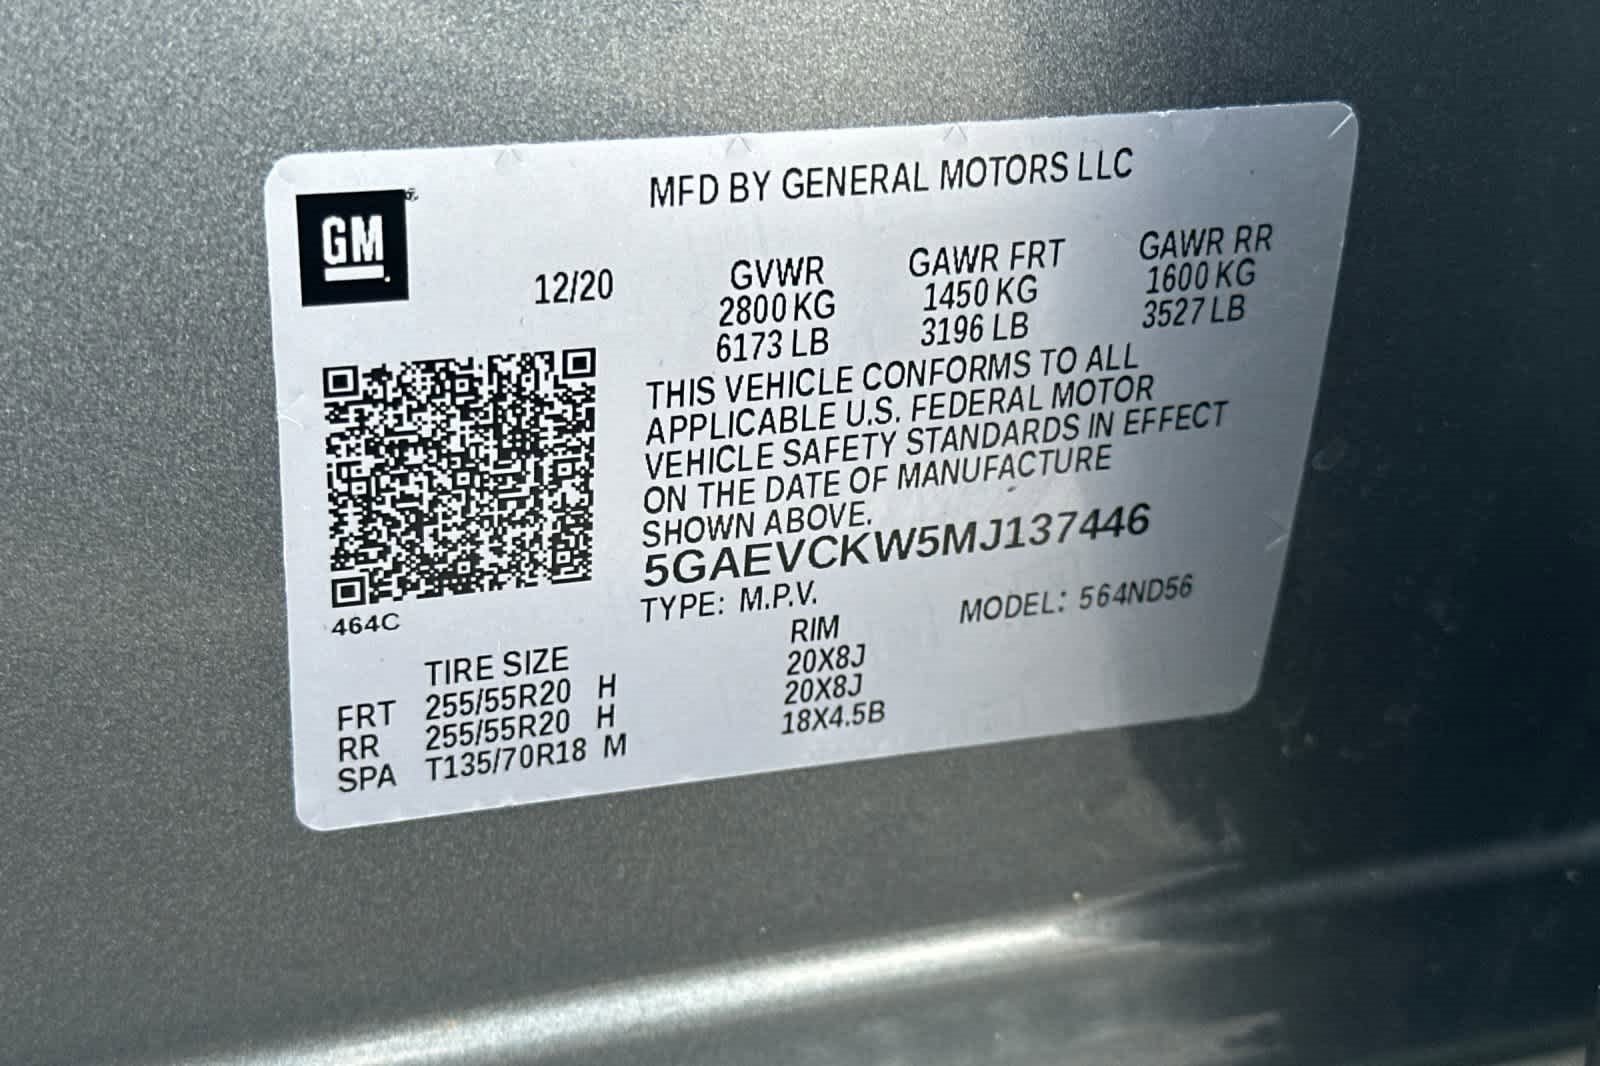 MFD BY GENERAL MOTORS LLC
GM
12/20 GVWR GAWR FRT GAWR RR
2800 KG 1450 KG 1600 KG
6173 LB 3196 LB 3527 LB
THIS VEHICLE CONFORMS TO ALL
APPLICABLE U.S. FEDERAL MOTOR
VEHICLE SAFETY STANDARDS IN EFFECT
ON THE DATE OF MANUFACTURE
SHOWN ABOVE.
5GAEVCKW5MJ137446
TYPE: M.P.V. MODEL: 564ND56
464C
TIRE SIZE RIM
FRT 255/55R20 H 20X8J
RR 255/55R20 H 20X8J
SPA T135/70R18 M 18X4.5B